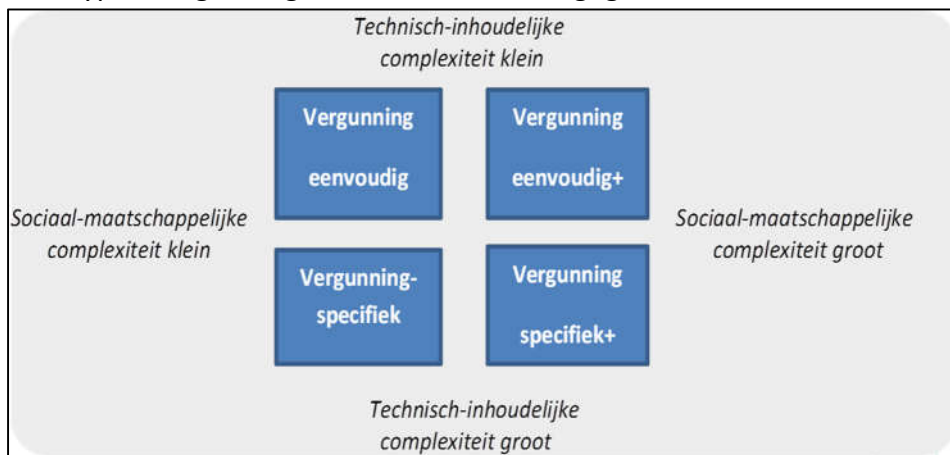 Technisch-inhoudelijke
complexiteit klein
Vergunning
eenvoudig
Vergunning
eenvoudig+
Sociaal-maatschappelijke
complexiteit klein
Sociaal-maatschappelijke
complexiteit groot
Vergunning-
specifiek
Vergunning
specifiek+
Technisch-inhoudelijke
complexiteit groot